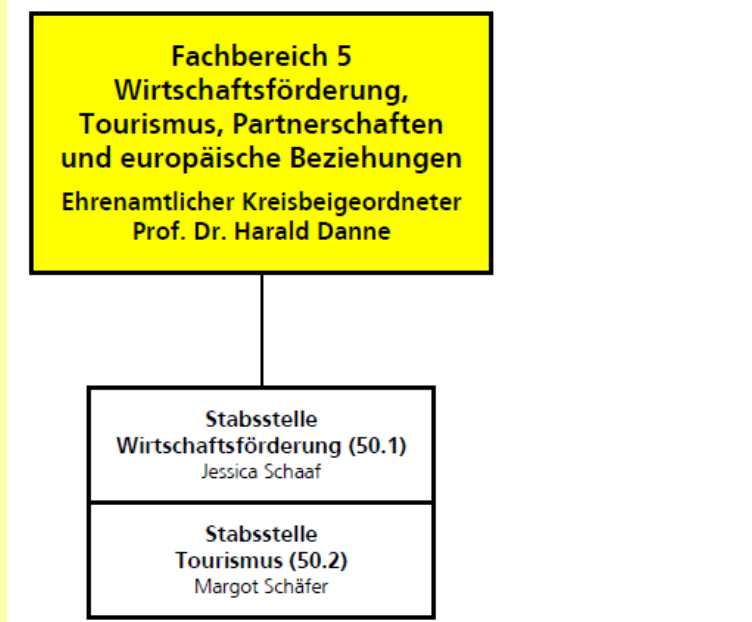 Fachbereich 5
Wirtschaftsförderung,
Tourismus, Partnerschaften
und europäische Beziehungen
Ehrenamtlicher Kreisbeigeordneter
Prof. Dr. Harald Danne
Stabsstelle
Wirtschaftsförderung (50.1)
Jessica Schaaf
Stabsstelle
Tourismus (50.2)
Margot Schäfer